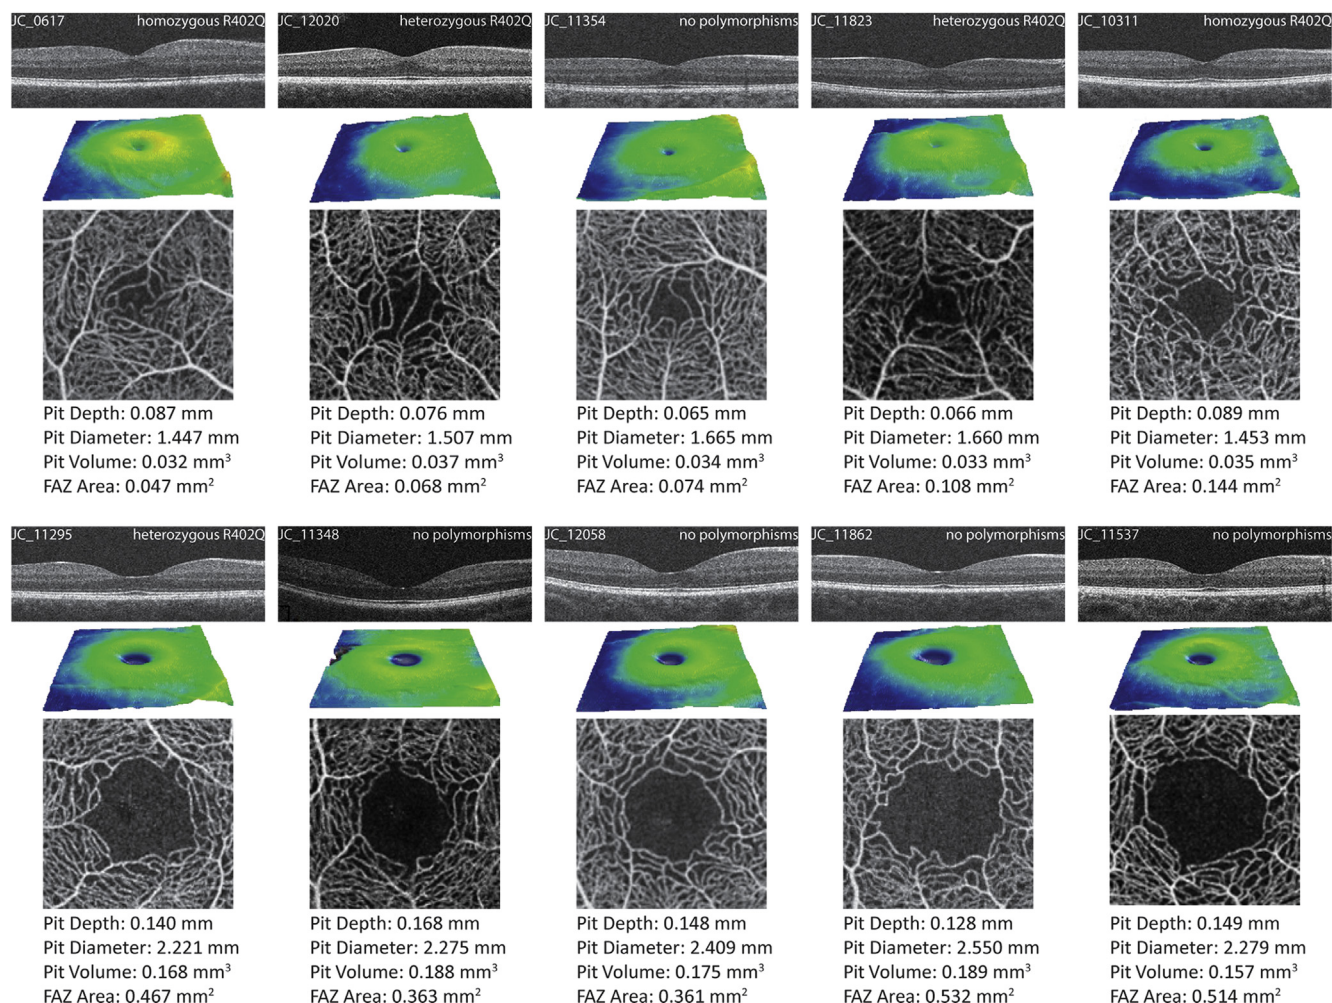 JC_0617 homozygous R402Q
JC_12020 heterozygous R402Q
JC_11354 no polymorphisms
JC_11823 heterozygous R402Q
JC_10311 homozygous R402Q
Pit Depth: 0.087 mm
Pit Diameter: 1.447 mm
Pit Volume: 0.032 mm³
FAZ Area: 0.047 mm²
Pit Depth: 0.076 mm
Pit Diameter: 1.507 mm
Pit Volume: 0.037 mm³
FAZ Area: 0.068 mm²
Pit Depth: 0.065 mm
Pit Diameter: 1.665 mm
Pit Volume: 0.034 mm³
FAZ Area: 0.074 mm²
Pit Depth: 0.066 mm
Pit Diameter: 1.660 mm
Pit Volume: 0.033 mm³
FAZ Area: 0.108 mm²
Pit Depth: 0.089 mm
Pit Diameter: 1.453 mm
Pit Volume: 0.035 mm³
FAZ Area: 0.144 mm²
JC_11295 heterozygous R402Q
JC_11348 no polymorphisms
JC_12058 no polymorphisms
JC_11862 no polymorphisms
JC_11537 no polymorphisms
Pit Depth: 0.140 mm
Pit Diameter: 2.221 mm
Pit Volume: 0.168 mm³
FAZ Area: 0.467 mm²
Pit Depth: 0.168 mm
Pit Diameter: 2.275 mm
Pit Volume: 0.188 mm³
FAZ Area: 0.363 mm²
Pit Depth: 0.148 mm
Pit Diameter: 2.409 mm
Pit Volume: 0.175 mm³
FAZ Area: 0.361 mm²
Pit Depth: 0.128 mm
Pit Diameter: 2.550 mm
Pit Volume: 0.189 mm³
FAZ Area: 0.532 mm²
Pit Depth: 0.149 mm
Pit Diameter: 2.279 mm
Pit Volume: 0.157 mm³
FAZ Area: 0.514 mm²